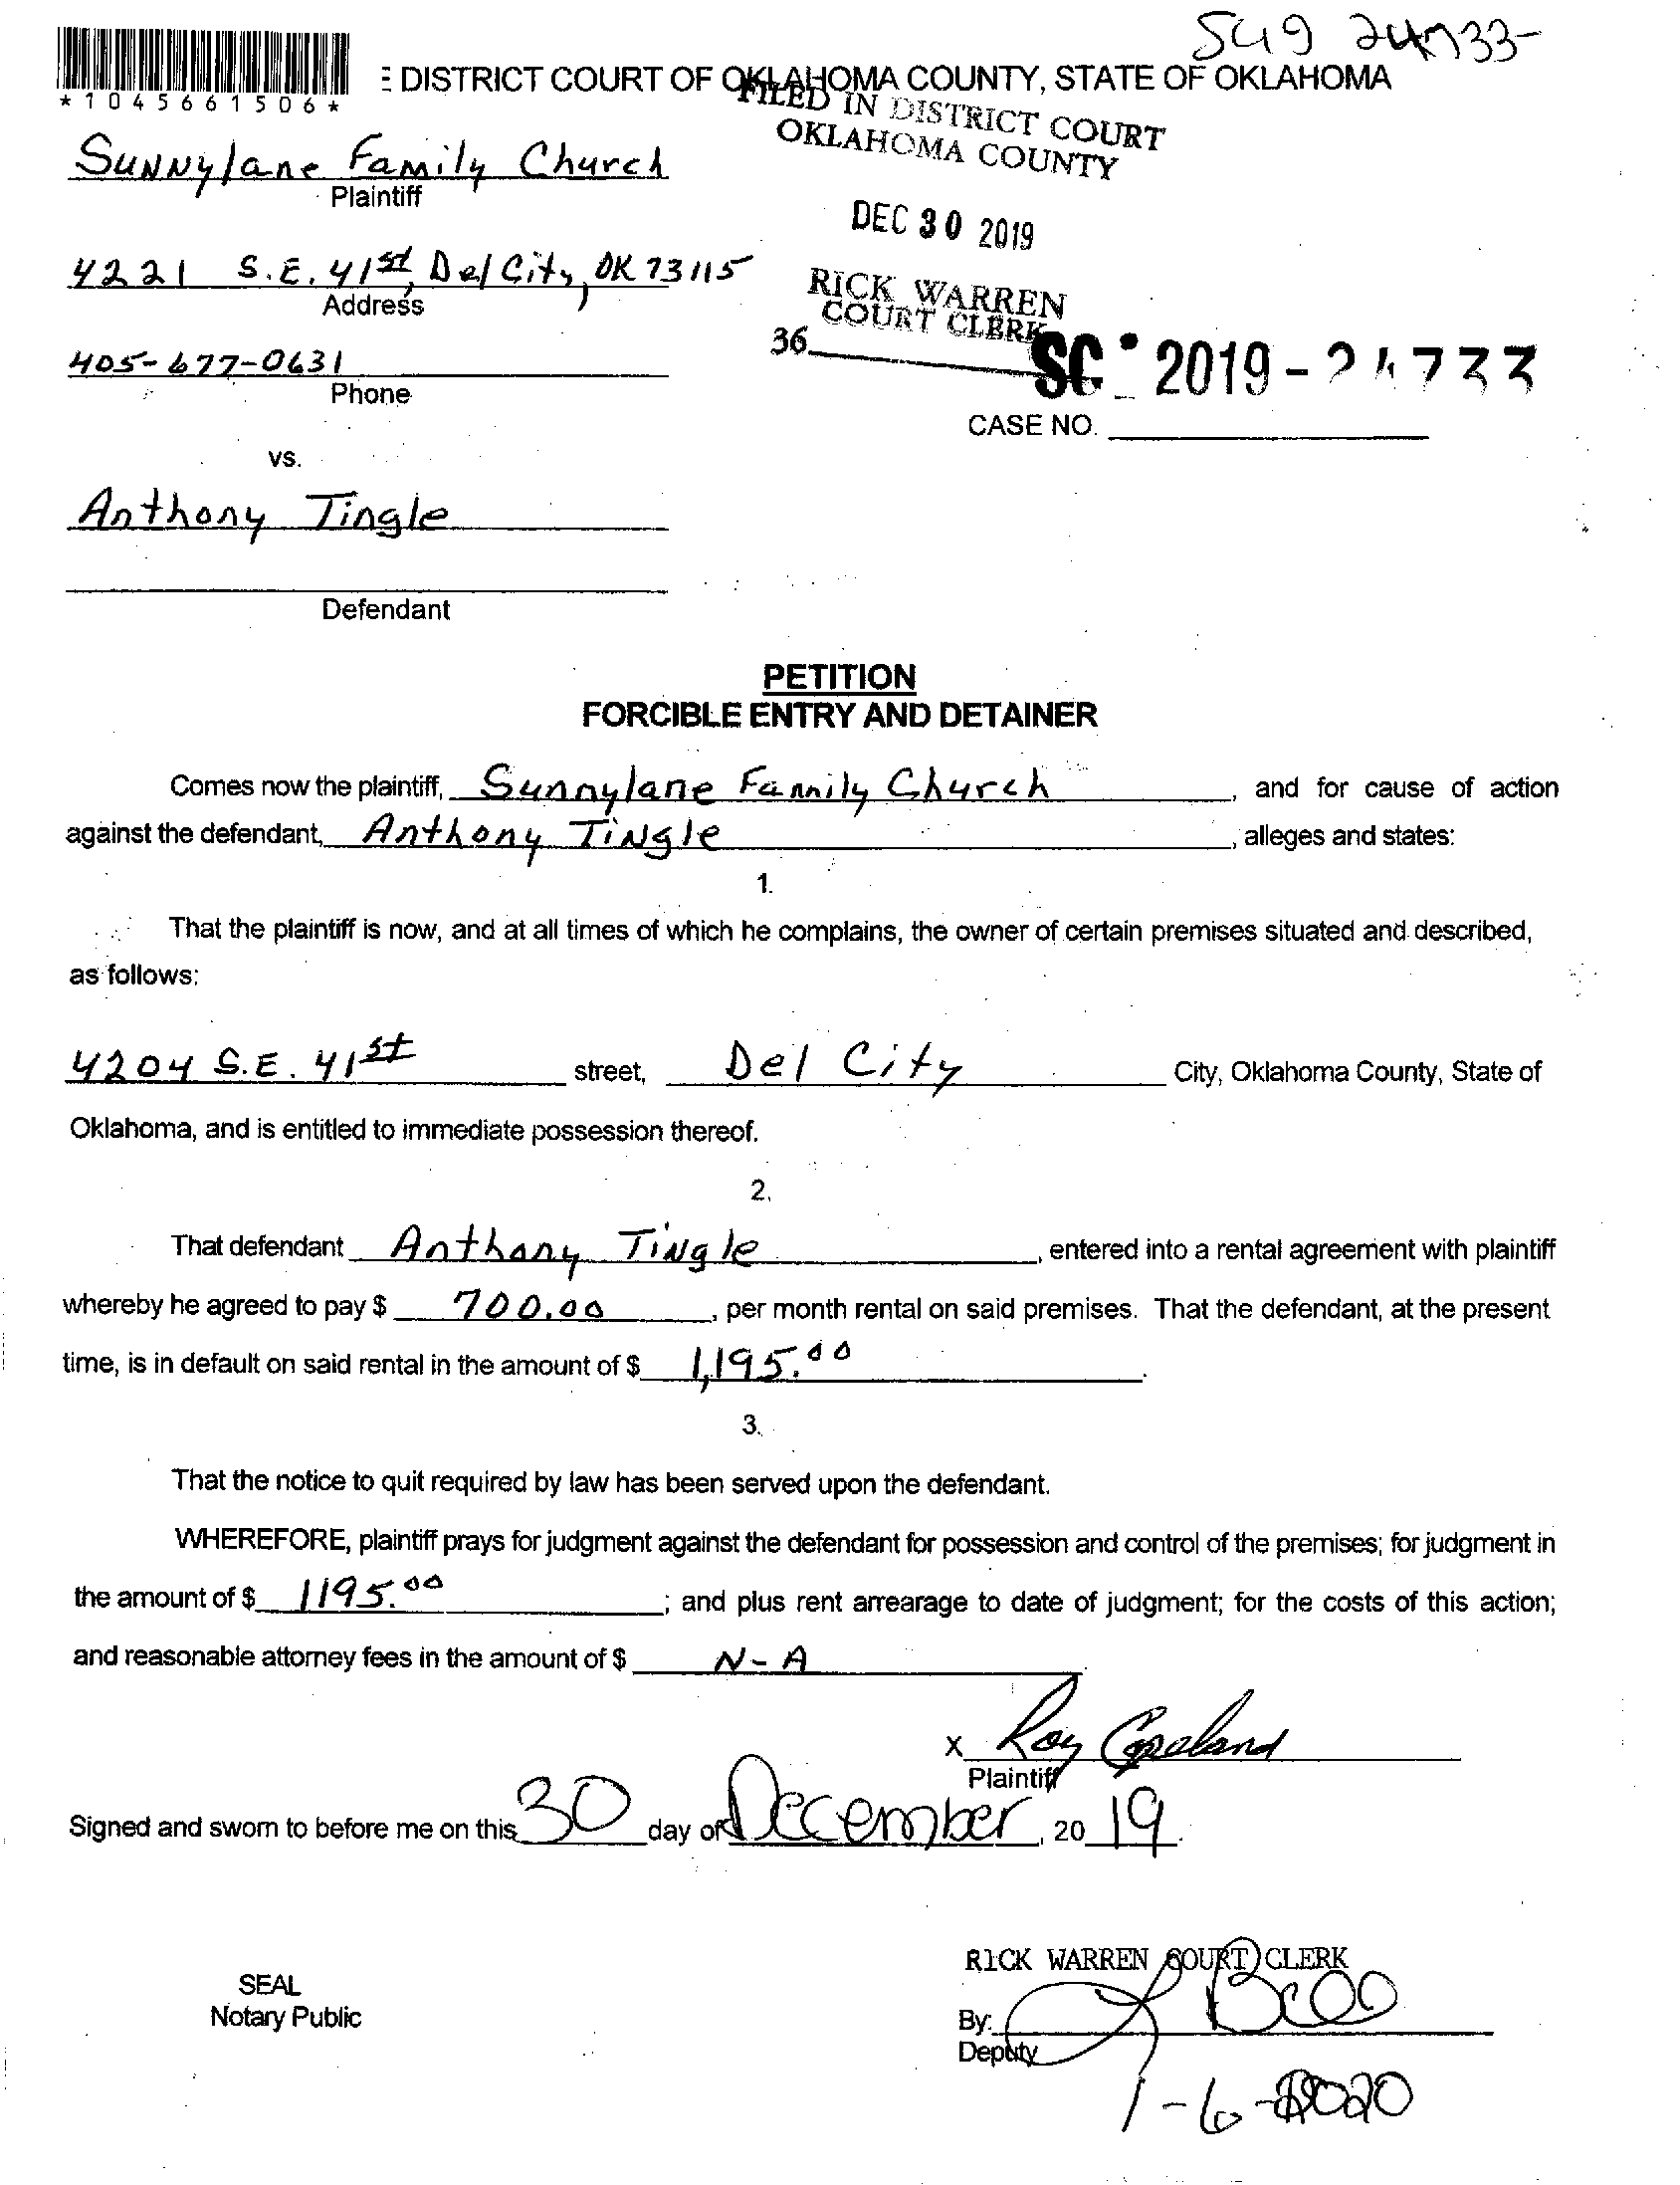 SC19 24733-
*1045661506*
E DISTRICT COURT OF OKLAHOMA COUNTY, STATE OF OKLAHOMA
FILED IN DISTRICT COURT
OKLAHOMA COUNTY
Sunnylane Family Church
Plaintiff
DEC 30 2019
4221 S.E. 41st, Del City, OK 73115
Address
RICK WARREN
COURT CLERK
36
405-677-0631
Phone
SC 2019-24733
CASE NO.
vs.
Anthony Tingle
Defendant
PETITION
FORCIBLE ENTRY AND DETAINER
Comes now the plaintiff, Sunnylane Family Church, and for cause of action
against the defendant, Anthony Tingle, alleges and states:
1.
That the plaintiff is now, and at all times of which he complains, the owner of certain premises situated and described,
as follows:
4204 S.E. 41st street, Del City City, Oklahoma County, State of
Oklahoma, and is entitled to immediate possession thereof.
2.
That defendant Anthony Tingle, entered into a rental agreement with plaintiff
whereby he agreed to pay $ 700.00, per month rental on said premises. That the defendant, at the present
time, is in default on said rental in the amount of $ 1,195.00.
3.
That the notice to quit required by law has been served upon the defendant.
WHEREFORE, plaintiff prays for judgment against the defendant for possession and control of the premises; for judgment in
the amount of $ 1195.00; and plus rent arrearage to date of judgment; for the costs of this action;
and reasonable attorney fees in the amount of $ N-A.
x Roy Copeland
Plaintiff
Signed and sworn to before me on this 30 day of December, 2019.
RICK WARREN COURT CLERK
SEAL
Notary Public
By:
Deputy
1-6-2020